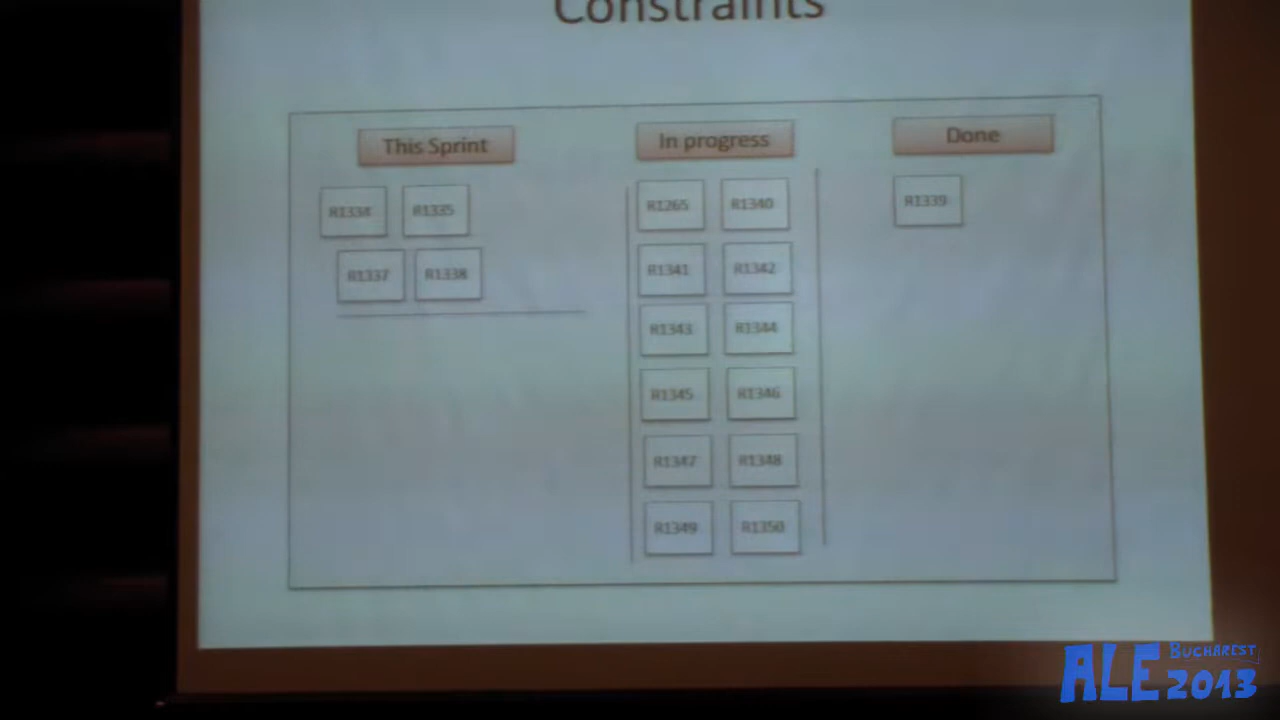 Constraints
This Sprint
In progress
Done
R1334 R1335
R1337 R1338
R1265 R1340
R1341 R1342
R1343 R1344
R1345 R1346
R1347 R1348
R1349 R1350
R1339
ALE BUCHAREST 2013